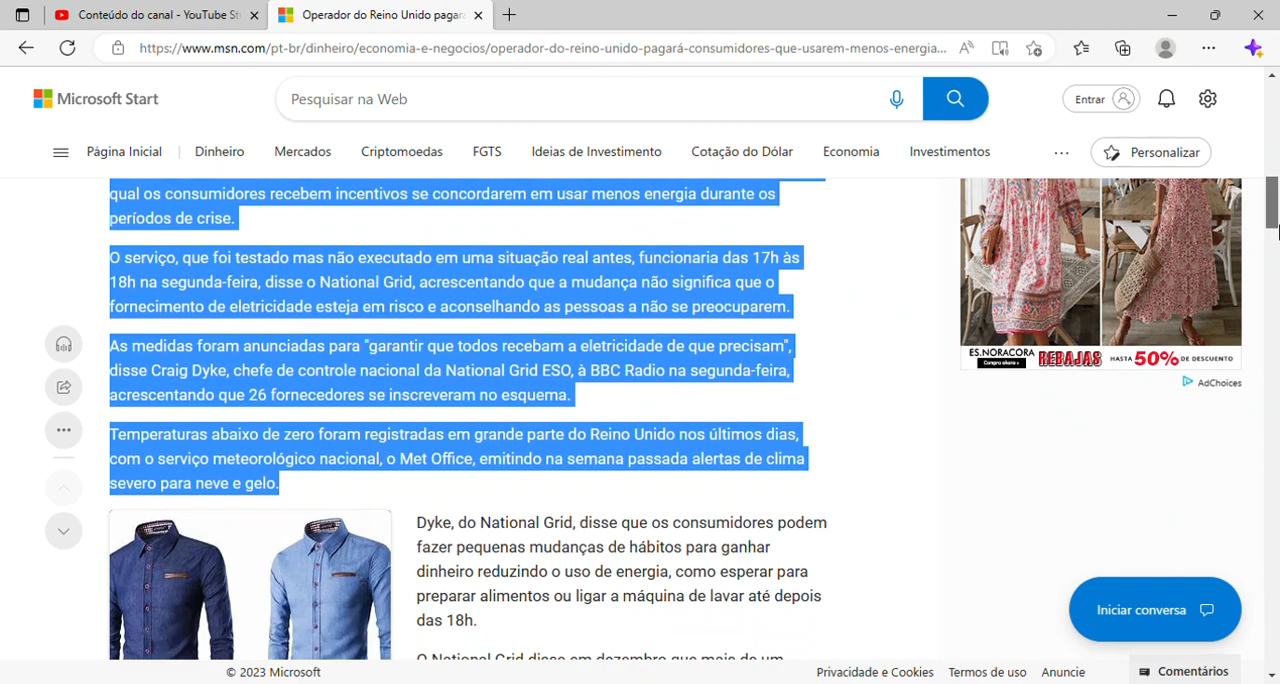 Conteúdo do canal - YouTube St
Operador do Reino Unido pagará
https://www.msn.com/pt-br/dinheiro/economia-e-negocios/operador-do-reino-unido-pagará-consumidores-que-usarem-menos-energia...
Microsoft Start
Pesquisar na Web
Entrar
Página Inicial
Dinheiro
Mercados
Criptomoedas
FGTS
Ideias de Investimento
Cotação do Dólar
Economia
Investimentos
Personalizar
qual os consumidores recebem incentivos se concordarem em usar menos energia durante os
períodos de crise.
O serviço, que foi testado mas não executado em uma situação real antes, funcionaria das 17h às
18h na segunda-feira, disse o National Grid, acrescentando que a mudança não significa que o
fornecimento de eletricidade esteja em risco e aconselhando as pessoas a não se preocuparem.
As medidas foram anunciadas para "garantir que todos recebam a eletricidade de que precisam",
disse Craig Dyke, chefe de controle nacional da National Grid ESO, à BBC Radio na segunda-feira,
acrescentando que 26 fornecedores se inscreveram no esquema.
Temperaturas abaixo de zero foram registradas em grande parte do Reino Unido nos últimos dias,
com o serviço meteorológico nacional, o Met Office, emitindo na semana passada alertas de clima
severo para neve e gelo.
Dyke, do National Grid, disse que os consumidores podem
fazer pequenas mudanças de hábitos para ganhar
dinheiro reduzindo o uso de energia, como esperar para
preparar alimentos ou ligar a máquina de lavar até depois
das 18h.
O National Grid disse em dezembro que mais de um
ES.NORACORA
Compra ahora
REBAJAS
HASTA 50% DE DESCUENTO
AdChoices
Iniciar conversa
© 2023 Microsoft
Privacidade e Cookies
Termos de uso
Anuncie
Comentários